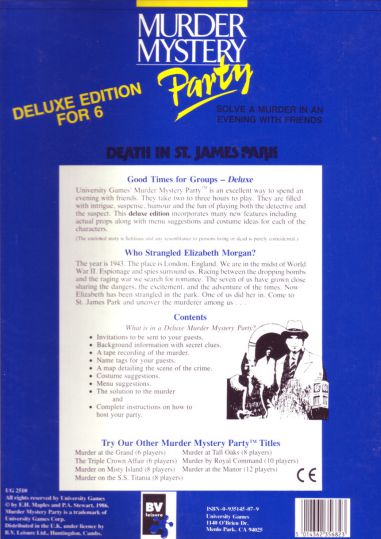 MURDER
MYSTERY
Party
DELUXE EDITION
FOR 6
SOLVE A MURDER IN AN
EVENING WITH FRIENDS
DEATH IN ST. JAMES PARK
Good Times for Groups – Deluxe
University Games' Murder Mystery Party™ is an excellent way to spend an
evening with friends. They take two to three hours to play. They are filled
with intrigue, suspense, humour and the fun of playing both the detective and
the suspect. This deluxe edition incorporates many new features including
actual props along with menu suggestions and costume ideas for each of the
characters.
(The enclosed story is fictitious and any resemblance to persons living or dead is purely coincidental.)
Who Strangled Elizabeth Morgan?
The year is 1943. The place is London, England. We are in the midst of World
War II. Espionage and spies surround us. Racing between the dropping bombs
and the raging war we search for romance. The seven of us have grown close
sharing the dangers, the excitement, and the adventure of the times. Now
Elizabeth has been strangled in the park. One of us did her in. Come to
St. James Park and uncover the murderer among us . . .
Contents
What is in a Deluxe Murder Mystery Party?
• Invitations to be sent to your guests.
• Background information with secret clues.
• A tape recording of the murder.
• Name tags for your guests.
• A map detailing the scene of the crime.
• Costume suggestions.
• Menu suggestions.
• The solution to the murder
and
• Complete instructions on how to
host your party.
Try Our Other Murder Mystery Party™ Titles
Murder at the Grand (6 players) Murder at Tall Oaks (8 players)
The Triple Crown Affair (6 players) Murder by Royal Command (10 players)
Murder on Misty Island (8 players) Murder at the Manor (12 players)
Murder on the S.S. Titania (8 players)
CE
UG 2510
All rights reserved by University Games
© by E.H. Maples and P.A. Stewart, 1986.
Murder Mystery Party is a trademark of
University Games Corp.
Distributed in the U.K. under licence by
B.V. Leisure Ltd., Huntingdon, Cambs.
BV
leisure
ISBN-0-935145-07-9
University Games
1140 O'Brien Dr.
Menlo Park, CA 94025
5 014362 356823